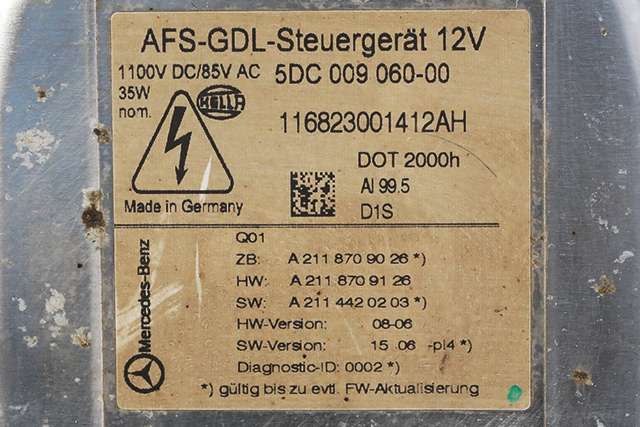 AFS-GDL-Steuergerät 12V
1100V DC/85V AC 5DC 009 060-00
35W
nom.
HELLA
116823001412AH
DOT 2000h
Al 99.5
D1S
Made in Germany
Mercedes-Benz
Q01
ZB: A 211 870 90 26 *)
HW: A 211 870 91 26
SW: A 211 442 02 03 *)
HW-Version: 08-06
SW-Version: 15 .06 -pl4 *)
Diagnostic-ID: 0002 *)
*) gültig bis zu evtl. FW-Aktualisierung